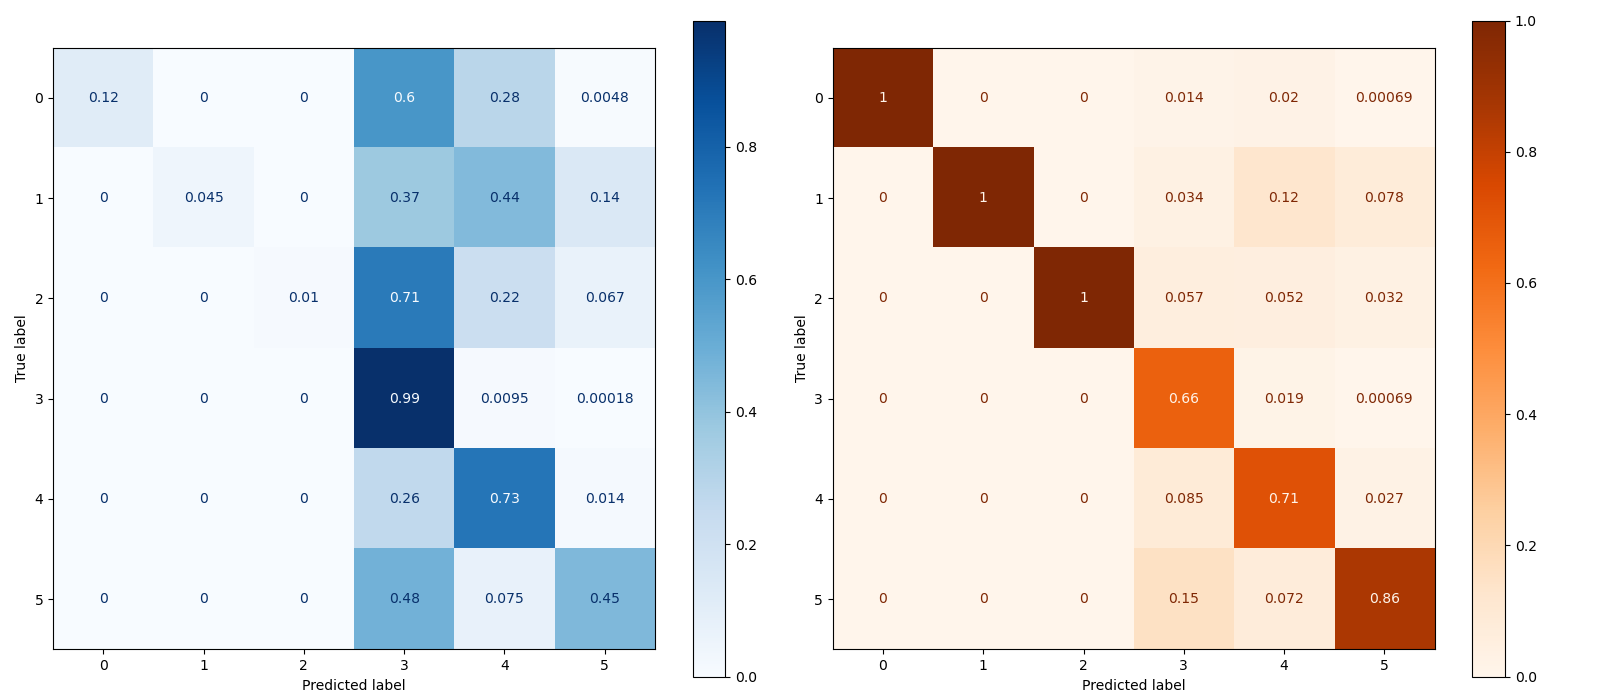 0 0.12 0 0 0.6 0.28 0.0048
1 0 0.045 0 0.37 0.44 0.14
2 0 0 0.01 0.71 0.22 0.067
3 0 0 0 0.99 0.0095 0.00018
4 0 0 0 0.26 0.73 0.014
5 0 0 0 0.48 0.075 0.45
0 1 2 3 4 5
True label
Predicted label
0.8
0.6
0.4
0.2
0.0
0 1 0 0 0.014 0.02 0.00069
1 0 1 0 0.034 0.12 0.078
2 0 0 1 0.057 0.052 0.032
3 0 0 0 0.66 0.019 0.00069
4 0 0 0 0.085 0.71 0.027
5 0 0 0 0.15 0.072 0.86
0 1 2 3 4 5
True label
Predicted label
1.0
0.8
0.6
0.4
0.2
0.0